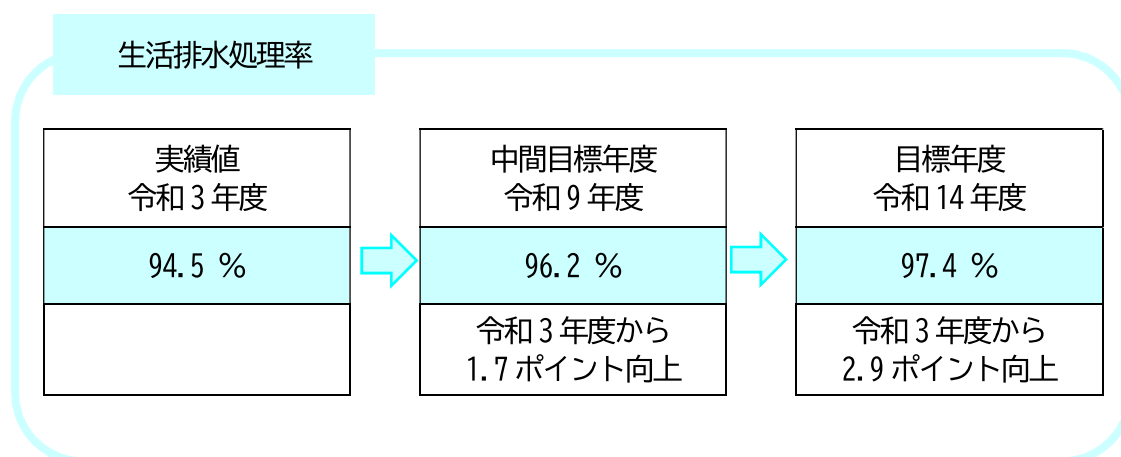 生活排水処理率
実績値
令和3年度
94.5 %
中間目標年度
令和9年度
96.2 %
令和3年度から
1.7ポイント向上
目標年度
令和14年度
97.4 %
令和3年度から
2.9ポイント向上